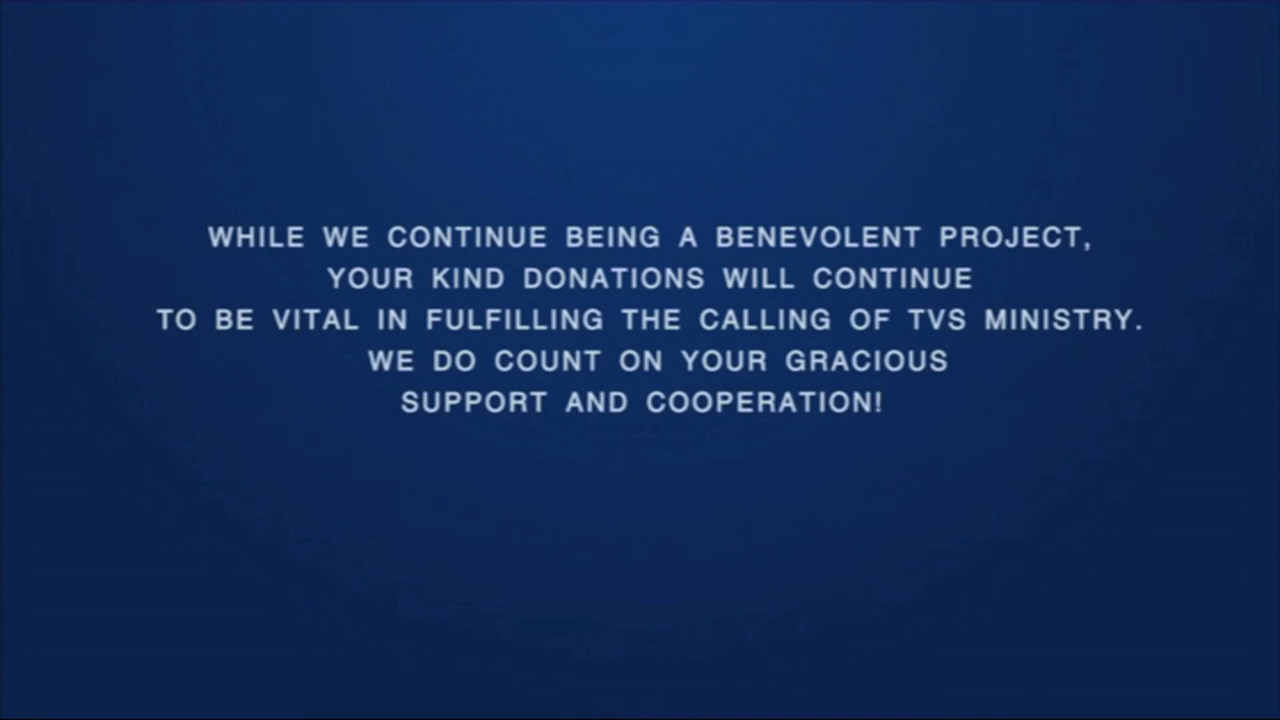 WHILE WE CONTINUE BEING A BENEVOLENT PROJECT,
YOUR KIND DONATIONS WILL CONTINUE
TO BE VITAL IN FULFILLING THE CALLING OF TVS MINISTRY.
WE DO COUNT ON YOUR GRACIOUS
SUPPORT AND COOPERATION!